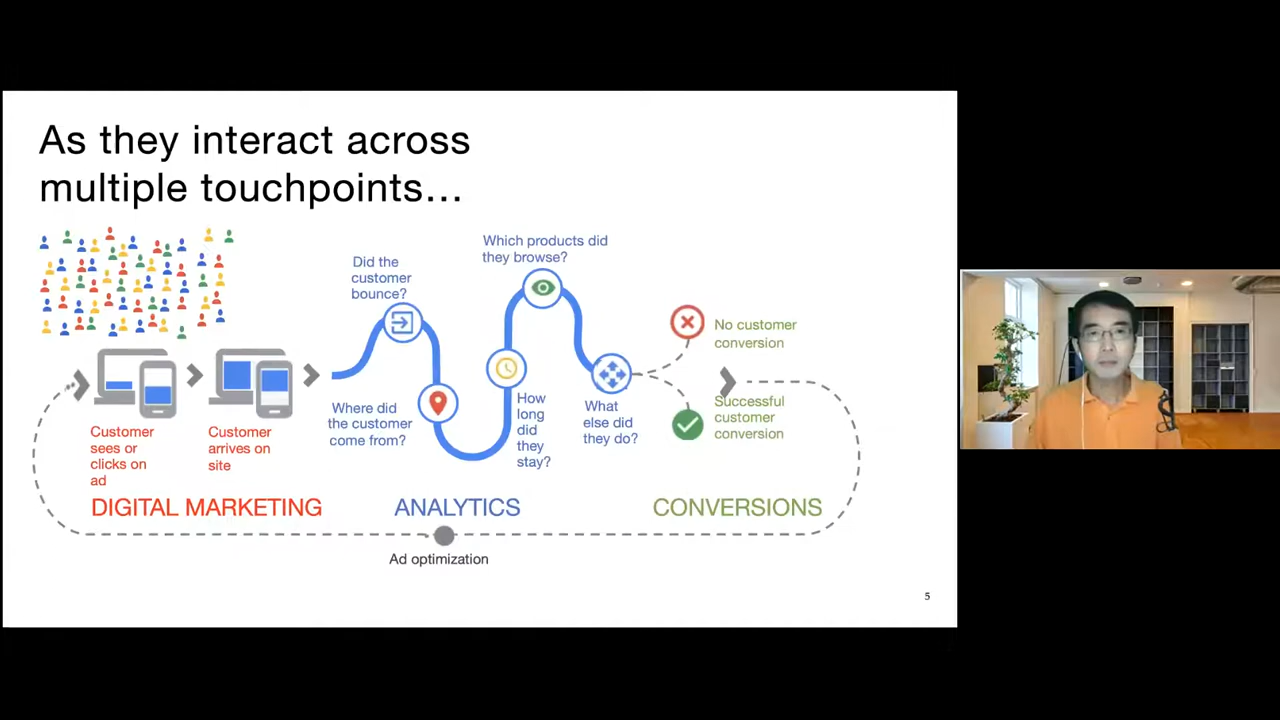 As they interact across
multiple touchpoints…
Did the
customer
bounce?
Which products did
they browse?
No customer
conversion
Where did
the customer
come from?
How
long
did
they
stay?
What
else did
they do?
Successful
customer
conversion
Customer
sees or
clicks on
ad
Customer
arrives on
site
DIGITAL MARKETING
ANALYTICS
CONVERSIONS
Ad optimization
5